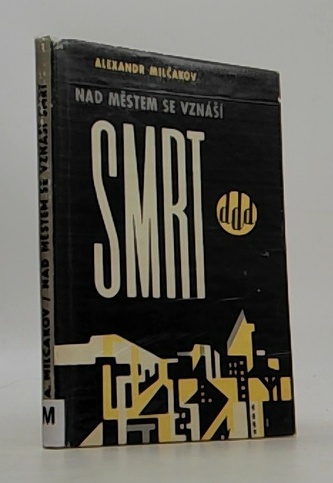 ALEXANDR MILČAKOV
NAD MĚSTEM SE VZNÁŠÍ
SMRT
ddd
A. MILČAKOV / NAD MĚSTEM SE VZNÁŠÍ SMRT
M